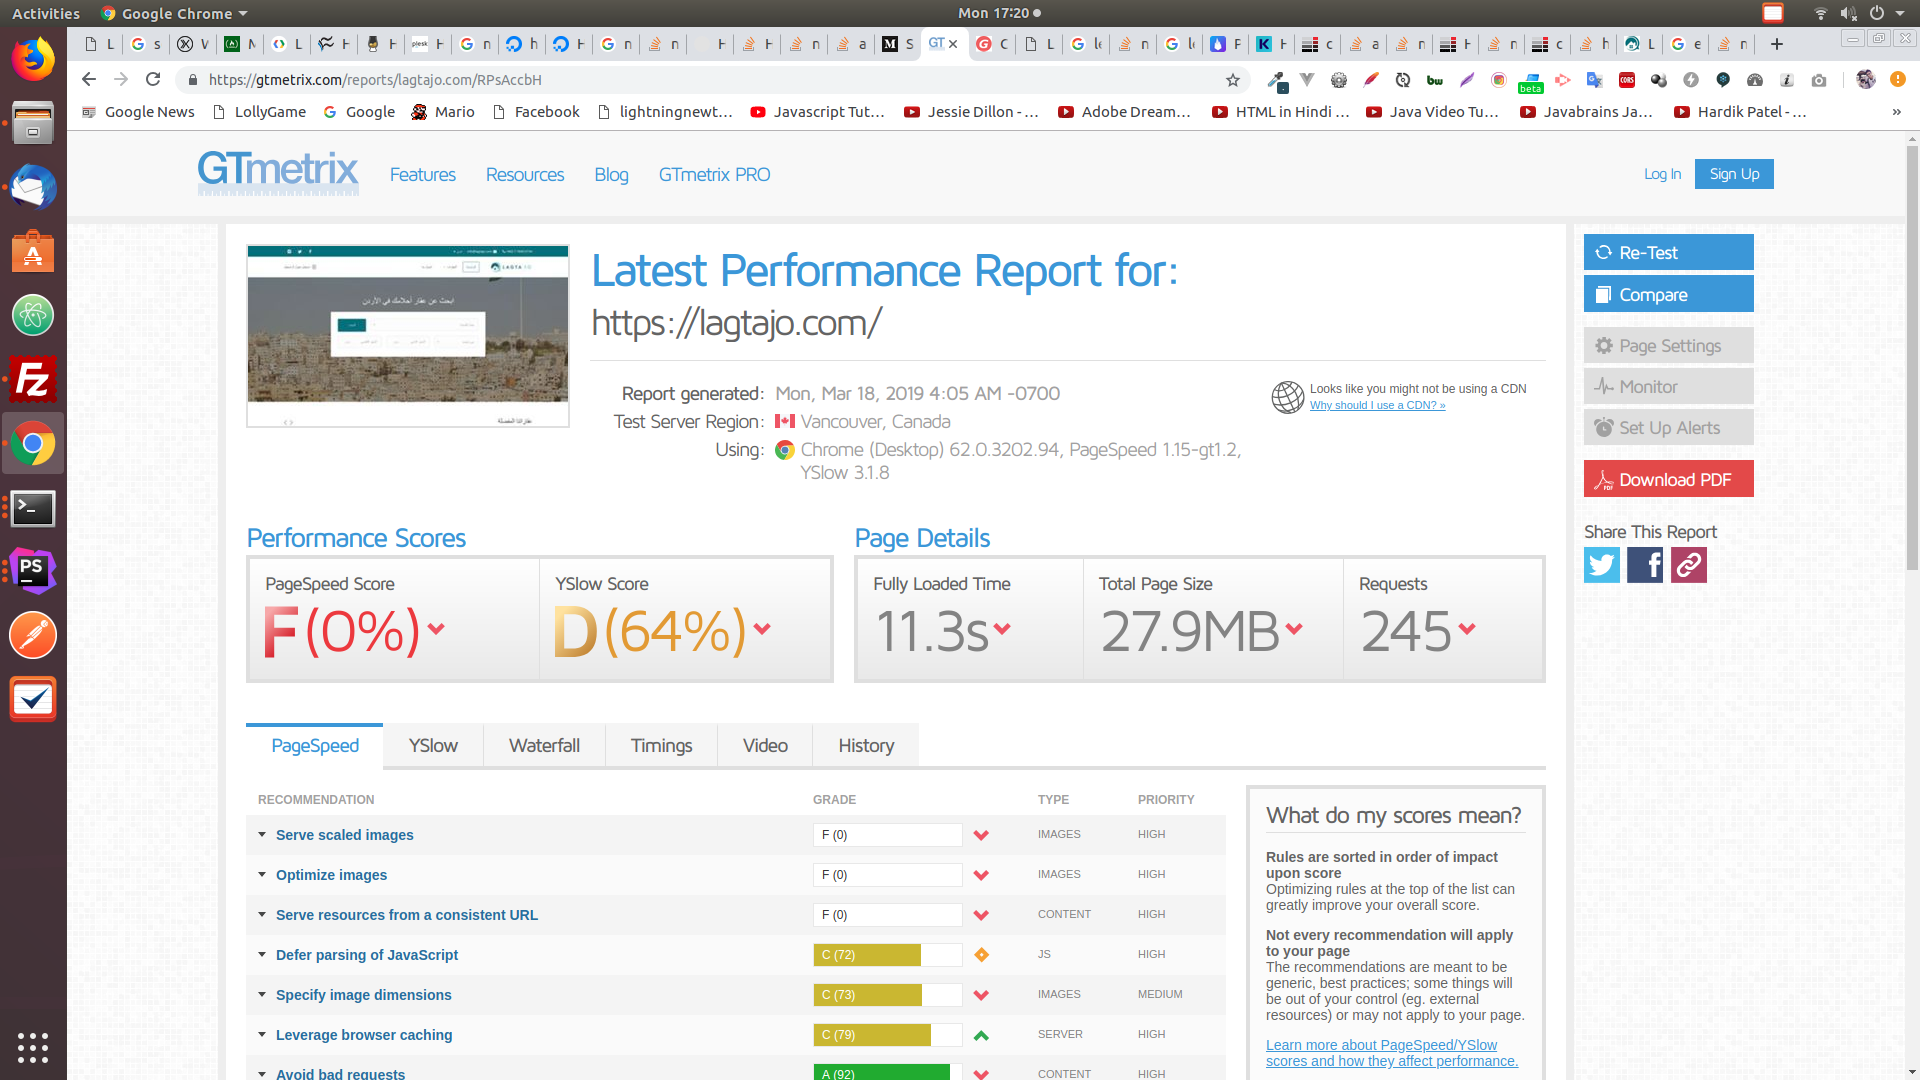 Activities
Google Chrome
Mon 17:20
https://gtmetrix.com/reports/lagtajo.com/RPsAccbH
beta
Google News
LollyGame
Google
Mario
Facebook
lightningnewt...
Javascript Tut...
Jessie Dillon - ...
Adobe Dream...
HTML in Hindi ...
Java Video Tu...
Javabrains Ja...
Hardik Patel - ...
»
GTmetrix
Features
Resources
Blog
GTmetrix PRO
Log In
Sign Up
Latest Performance Report for:
https://lagtajo.com/
ابحث عن عقار أحلامك في الأردن
Report generated: Mon, Mar 18, 2019 4:05 AM -0700
Test Server Region: Vancouver, Canada
Using: Chrome (Desktop) 62.0.3202.94, PageSpeed 1.15-gt1.2,
YSlow 3.1.8
Looks like you might not be using a CDN
Why should I use a CDN? »
Re-Test
Compare
Page Settings
Monitor
Set Up Alerts
Download PDF
Share This Report
Performance Scores
PageSpeed Score
F (0%)
YSlow Score
D (64%)
Page Details
Fully Loaded Time
11.3s
Total Page Size
27.9MB
Requests
245
PageSpeed
YSlow
Waterfall
Timings
Video
History
RECOMMENDATION GRADE TYPE PRIORITY
Serve scaled images F (0) IMAGES HIGH
Optimize images F (0) IMAGES HIGH
Serve resources from a consistent URL F (0) CONTENT HIGH
Defer parsing of JavaScript C (72) JS HIGH
Specify image dimensions C (73) IMAGES MEDIUM
Leverage browser caching C (79) SERVER HIGH
Avoid bad requests A (92) CONTENT HIGH
What do my scores mean?
Rules are sorted in order of impact
upon score
Optimizing rules at the top of the list can
greatly improve your overall score.
Not every recommendation will apply
to your page
The recommendations are meant to be
generic, best practices; some things will
be out of your control (eg. external
resources) or may not apply to your page.
Learn more about PageSpeed/YSlow
scores and how they affect performance.